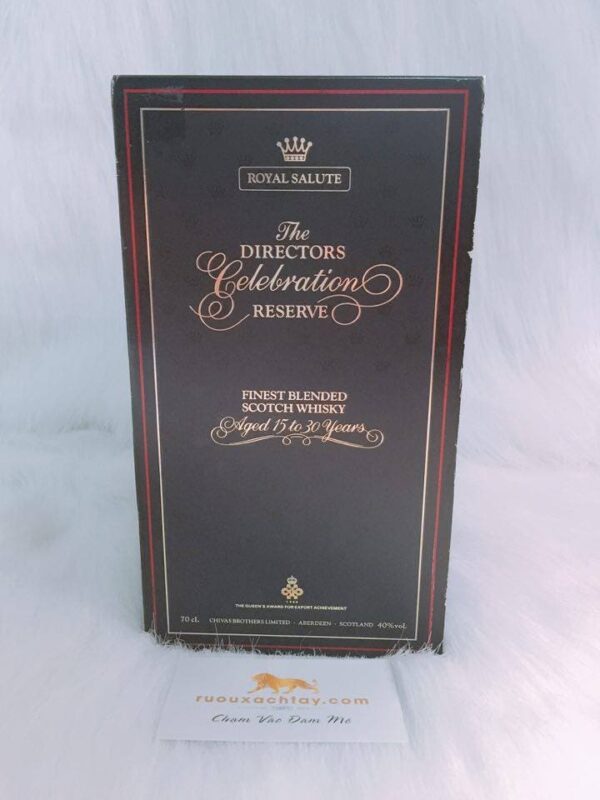 ROYAL SALUTE
The
DIRECTORS
Celebration
RESERVE
FINEST BLENDED
SCOTCH WHISKY
Aged 15 to 30 Years
THE QUEEN'S AWARD FOR EXPORT ACHIEVEMENT
70 cL CHIVAS BROTHERS LIMITED · ABERDEEN · SCOTLAND 40%voL
ruouxachtay.com
Chạm Vào Đam Mê